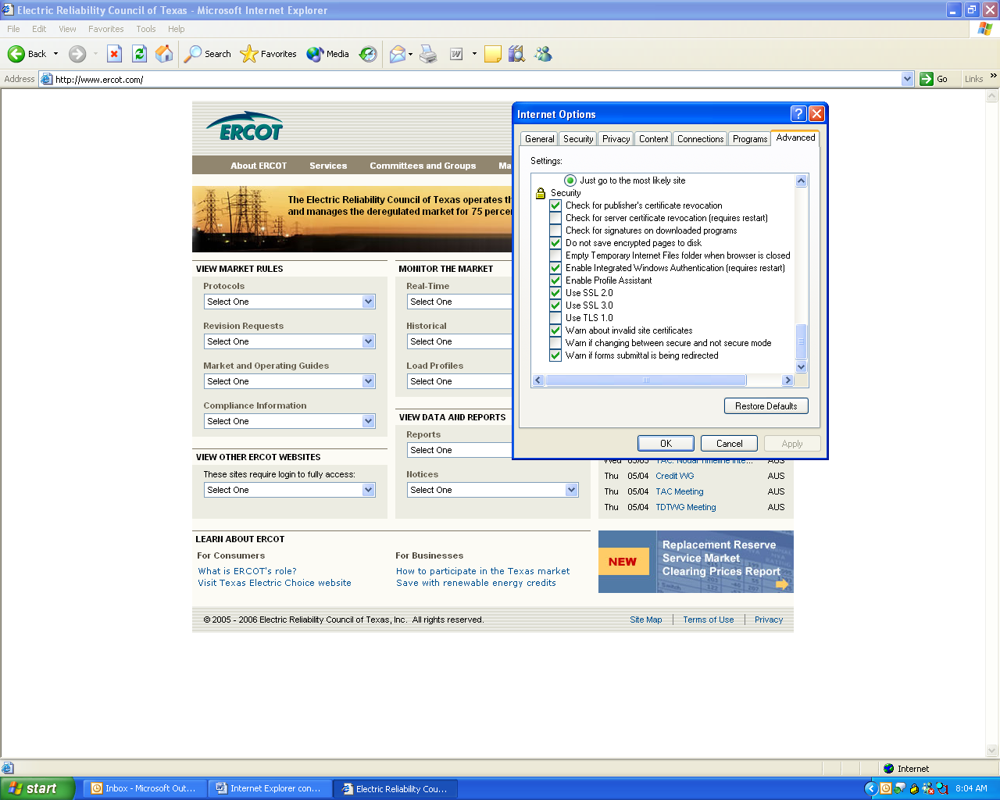 Electric Reliability Council of Texas - Microsoft Internet Explorer
File Edit View Favorites Tools Help
Back Search Favorites Media
Address http://www.ercot.com/ Go Links »
ERCOT
About ERCOT Services Committees and Groups Ma
The Electric Reliability Council of Texas operates th
and manages the deregulated market for 75 percer
VIEW MARKET RULES
Protocols
Select One
Revision Requests
Select One
Market and Operating Guides
Select One
Compliance Information
Select One
VIEW OTHER ERCOT WEBSITES
These sites require login to fully access:
Select One
MONITOR THE MARKET
Real-Time
Select One
Historical
Select One
Load Profiles
Select One
VIEW DATA AND REPORTS
Reports
Select One
Notices
Select One
Internet Options
General Security Privacy Content Connections Programs Advanced
Settings:
Just go to the most likely site
Security
Check for publisher's certificate revocation
Check for server certificate revocation (requires restart)
Check for signatures on downloaded programs
Do not save encrypted pages to disk
Empty Temporary Internet Files folder when browser is closed
Enable Integrated Windows Authentication (requires restart)
Enable Profile Assistant
Use SSL 2.0
Use SSL 3.0
Use TLS 1.0
Warn about invalid site certificates
Warn if changing between secure and not secure mode
Warn if forms submittal is being redirected
Restore Defaults
OK Cancel Apply
Wed 05/03 TAC: Nodal Timeline Inte... AUS
Thu 05/04 Credit WG AUS
Thu 05/04 TAC Meeting AUS
Thu 05/04 TDTWG Meeting AUS
LEARN ABOUT ERCOT
For Consumers
What is ERCOT's role?
Visit Texas Electric Choice website
For Businesses
How to participate in the Texas market
Save with renewable energy credits
NEW
Replacement Reserve
Service Market
Clearing Prices Report
© 2005 - 2006 Electric Reliability Council of Texas, Inc. All rights reserved.
Site Map Terms of Use Privacy
Internet
start Inbox - Microsoft Out... Internet Explorer con... Electric Reliability Cou... 8:04 AM